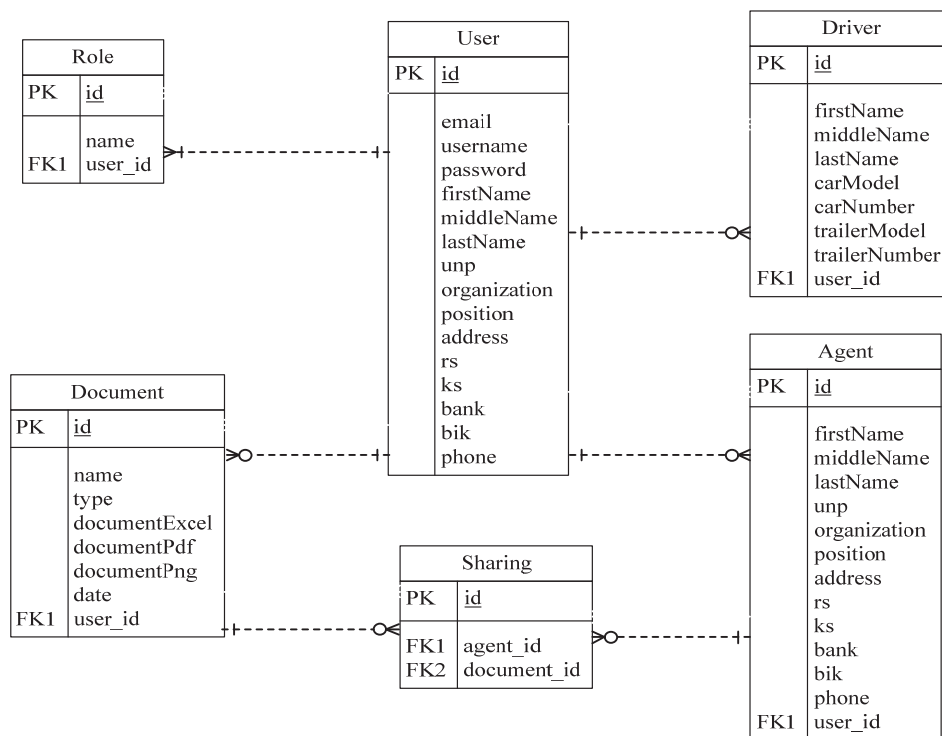 Role
PK id
name
FK1 user_id
User
PK id
email
username
password
firstName
middleName
lastName
unp
organization
position
address
rs
ks
bank
bik
phone
Driver
PK id
firstName
middleName
lastName
carModel
carNumber
trailerModel
trailerNumber
FK1 user_id
Document
PK id
name
type
documentExcel
documentPdf
documentPng
date
FK1 user_id
Sharing
PK id
FK1 agent_id
FK2 document_id
Agent
PK id
firstName
middleName
lastName
unp
organization
position
address
rs
ks
bank
bik
phone
FK1 user_id